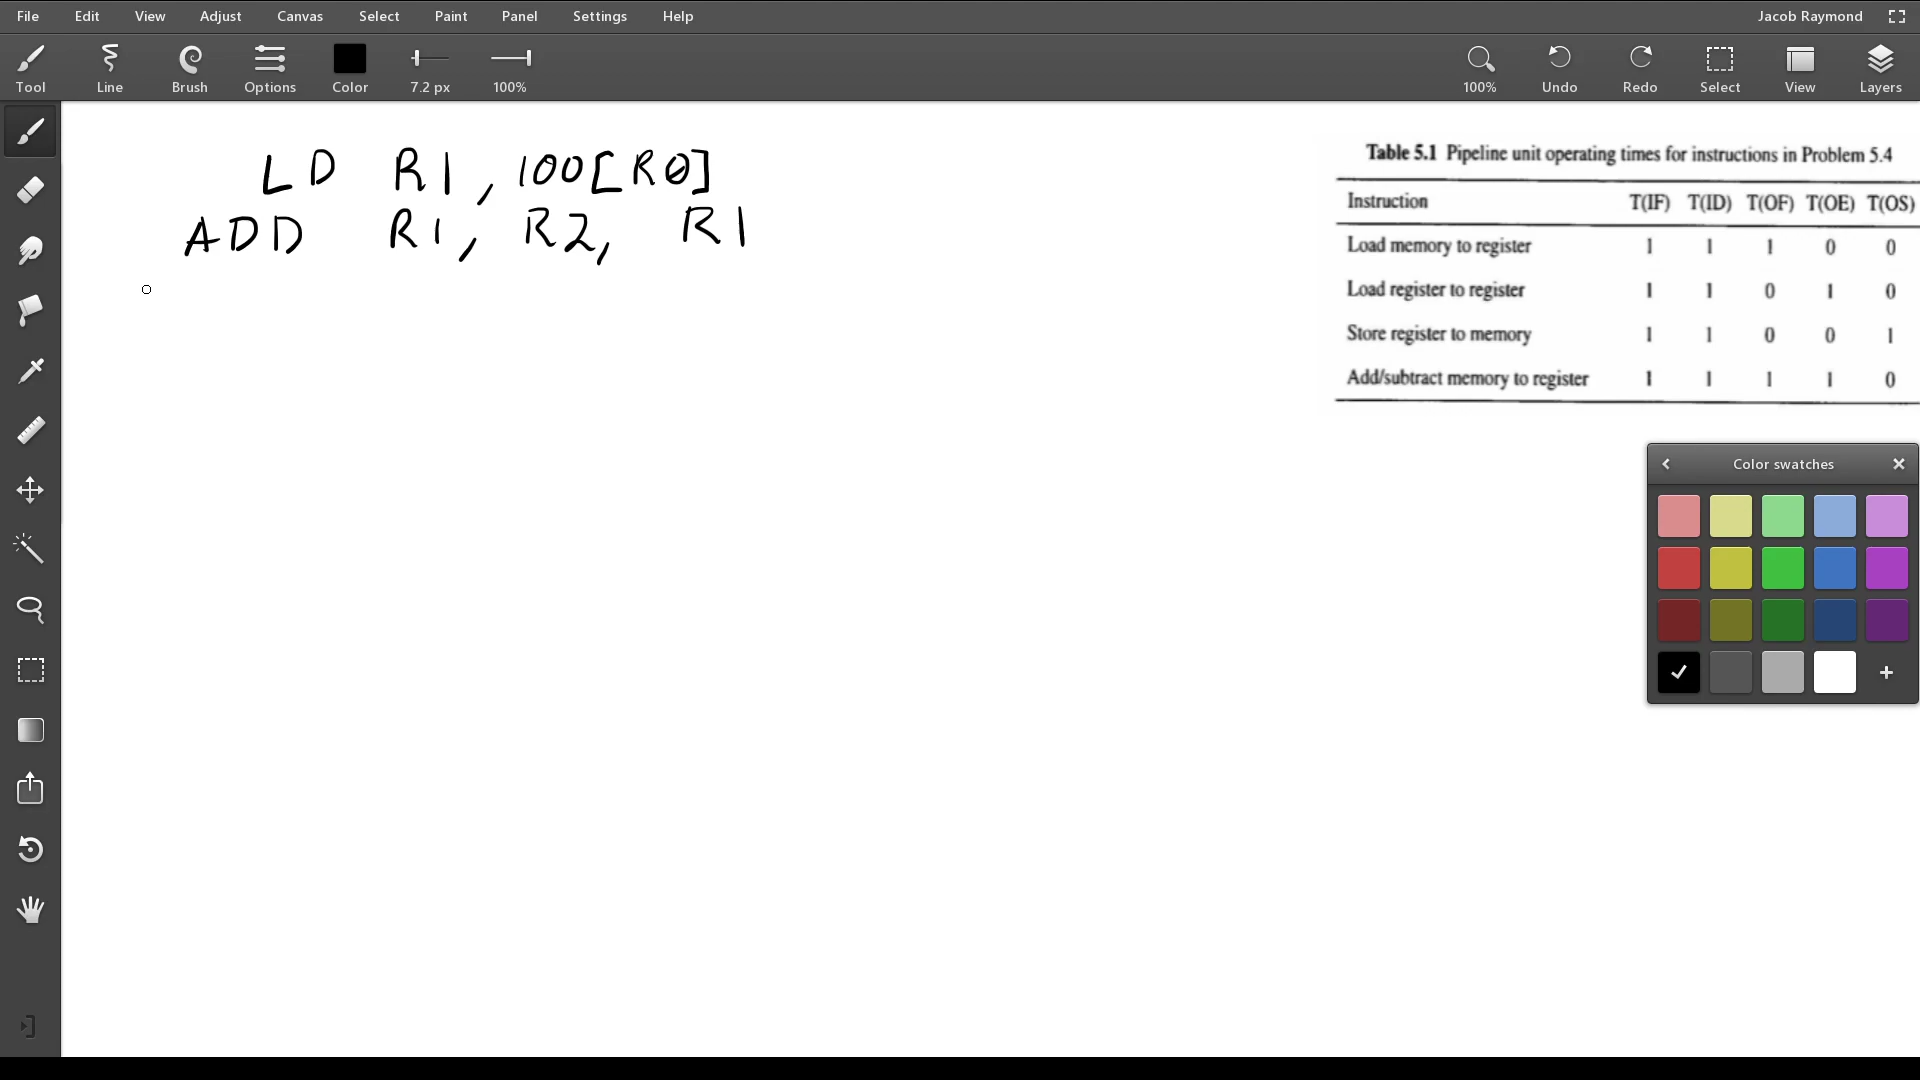 File Edit View Adjust Canvas Select Paint Panel Settings Help Jacob Raymond
Tool Line Brush Options Color 7.2 px 100% 100% Undo Redo Select View Layers
LD R1, 100[R0]
ADD R1, R2, R1
Table 5.1 Pipeline unit operating times for instructions in Problem 5.4
Instruction T(IF) T(ID) T(OF) T(OE) T(OS)
Load memory to register 1 1 1 0 0
Load register to register 1 1 0 1 0
Store register to memory 1 1 0 0 1
Add/subtract memory to register 1 1 1 1 0
Color swatches